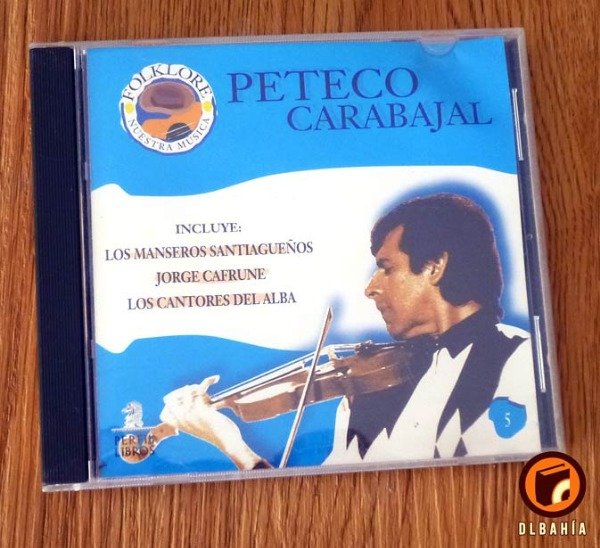 FOLKLORE
NUESTRA MUSICA
PETECO
CARABAJAL
INCLUYE:
LOS MANSEROS SANTIAGUEÑOS
JORGE CAFRUNE
LOS CANTORES DEL ALBA
PERFIL
LIBROS
5
DLBAHÍA